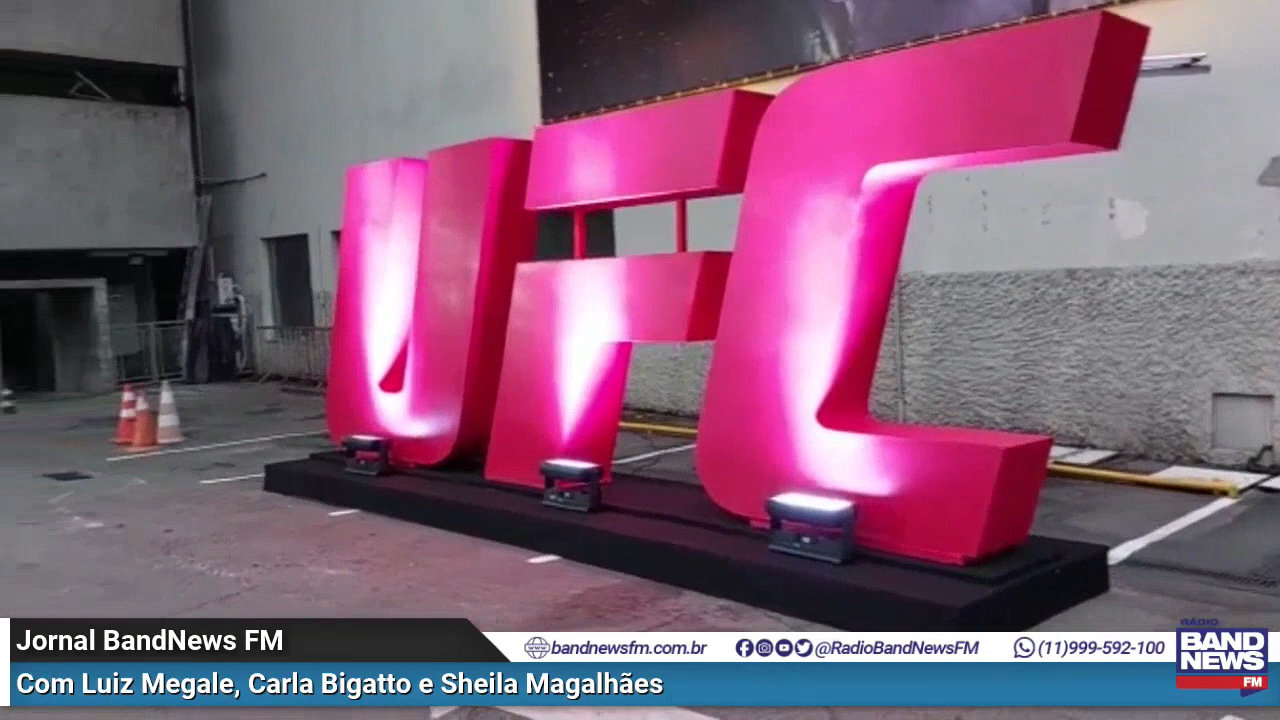 UFC
Jornal BandNews FM
bandnewsfm.com.br
@RadioBandNewsFM
(11)999-592-100
RÁDIO
BAND
NEWS
FM
Com Luiz Megale, Carla Bigatto e Sheila Magalhães